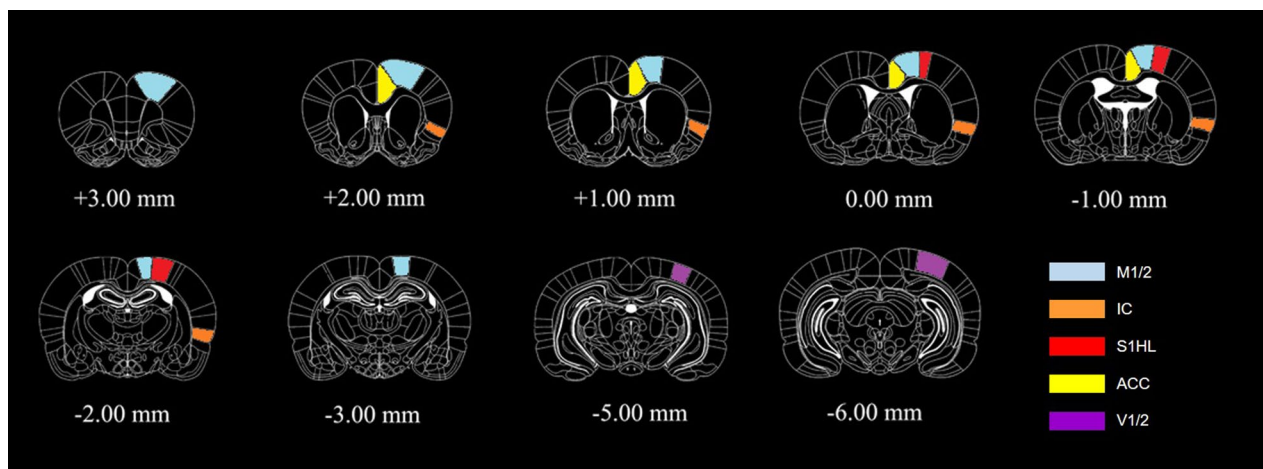 +3.00 mm
+2.00 mm
+1.00 mm
0.00 mm
-1.00 mm
-2.00 mm
-3.00 mm
-5.00 mm
-6.00 mm
M1/2
IC
S1HL
ACC
V1/2